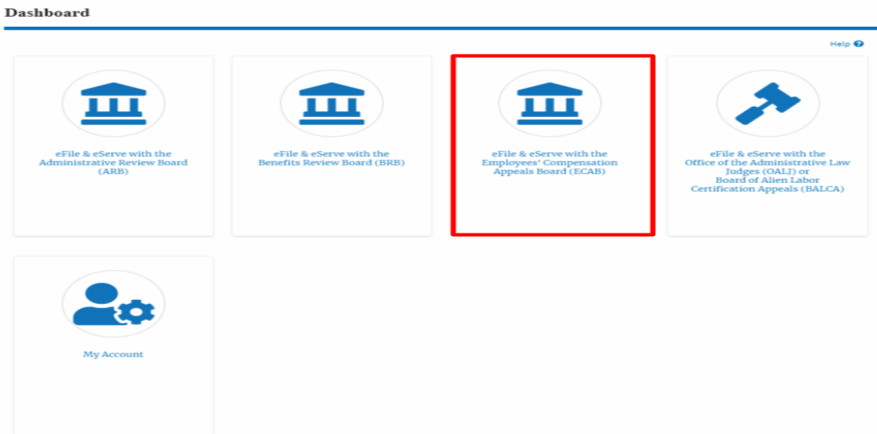 Dashboard
Help
eFile & eServe with the
Administrative Review Board
(ARB)
eFile & eServe with the
Benefits Review Board (BRB)
eFile & eServe with the
Employees' Compensation
Appeals Board (ECAB)
eFile & eServe with the
Office of the Administrative Law
Judges (OALJ) or
Board of Alien Labor
Certification Appeals (BALCA)
My Account